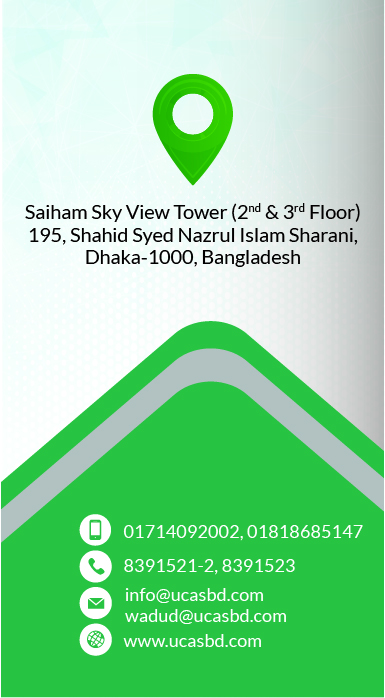 Saiham Sky View Tower (2nd & 3rd Floor)
195, Shahid Syed Nazrul Islam Sharani,
Dhaka-1000, Bangladesh
01714092002, 01818685147
8391521-2, 8391523
info@ucasbd.com
wadud@ucasbd.com
www.ucasbd.com